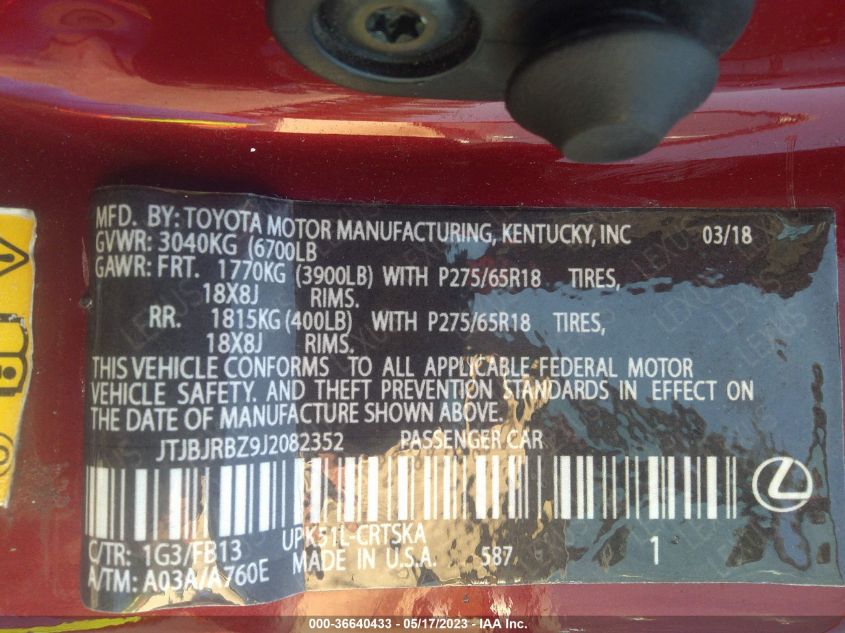 MFD. BY: TOYOTA MOTOR MANUFACTURING, KENTUCKY, INC 03/18
GVWR: 3040KG (6700LB
GAWR: FRT. 1770KG (3900LB) WITH P275/65R18 TIRES,
18X8J RIMS.
RR. 1815KG (400LB) WITH P275/65R18 TIRES,
18X8J RIMS.
THIS VEHICLE CONFORMS TO ALL APPLICABLE FEDERAL MOTOR
VEHICLE SAFETY. AND THEFT PREVENTION STANDARDS IN EFFECT ON
THE DATE OF MANUFACTURE SHOWN ABOVE.
JTJBJRBZ9J2082352 PASSENGER CAR
UPK51L-CRTSKA
C/TR: 1G3/FB13 MADE IN U.S.A. 587 1
A/TM: A03A/A760E
LEXUS LEXUS LEXUS LEXUS
000-36640433 - 05/17/2023 - IAA Inc.